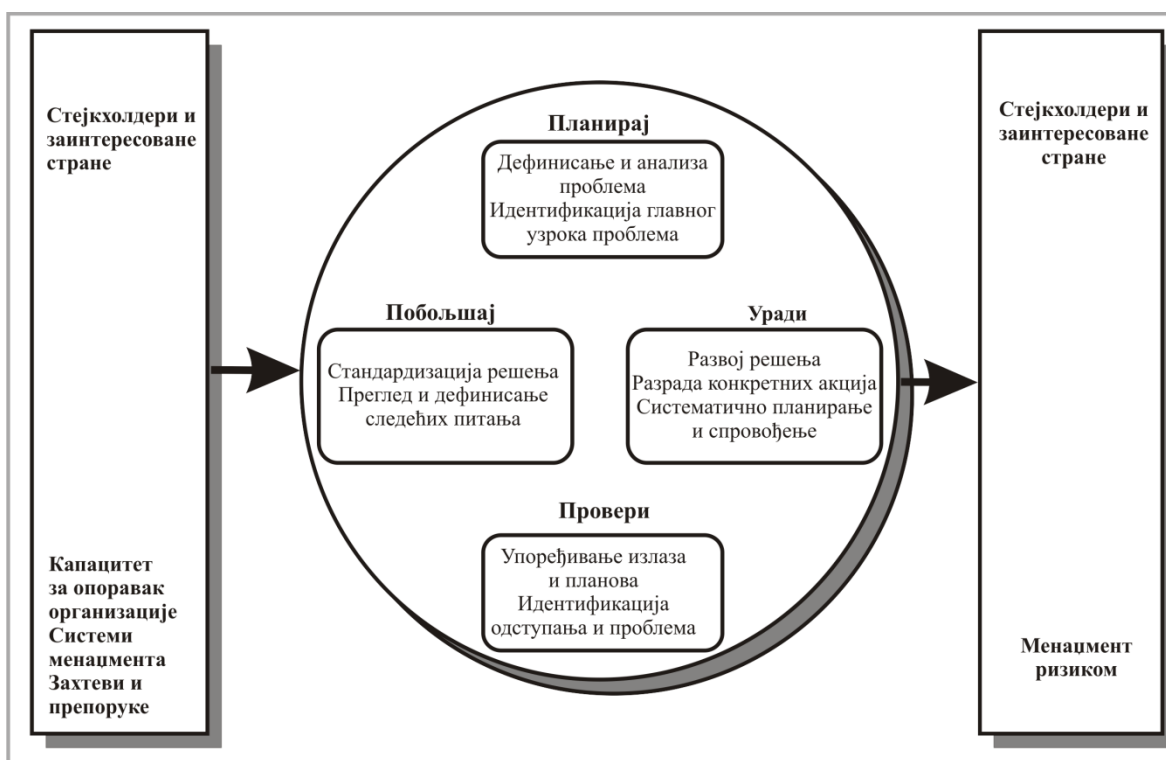 Стејкхолдери и
заинтересоване
стране
Капацитет
за опоравак
организације
Системи
менаџмента
Захтеви и
препоруке
Планирај
Дефинисање и анализа
проблема
Идентификација главног
узрока проблема
Побољшај
Стандардизација решења
Преглед и дефинисање
следећих питања
Уради
Развој решења
Разрада конкретних акција
Систематично планирање
и спровођење
Провери
Упоређивање излаза
и планова
Идентификација
одступања и проблема
Стејкхолдери и
заинтересоване
стране
Менаџмент
ризиком